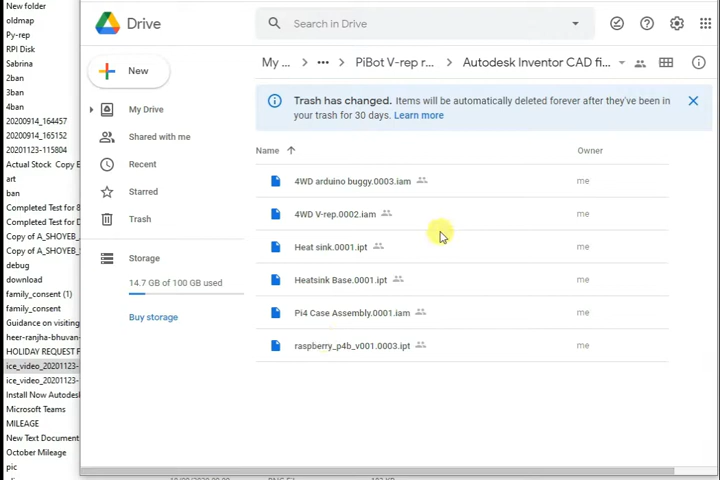 New folder
oldmap
Py-rep
RPI Disk
Sabrina
2ban
3ban
4ban
20200914_164457
20200914_165152
20201123-115804
Actual Stock Copy E
art
ban
Completed Test for 8
Completed Test for D
Copy of A_SHOYEB_
Copy of A_SHOYEB_
debug
download
family_consent (1)
family_consent
Guidance on visiting
heer-ranjha-bhuvan-
HOLIDAY REQUEST F
ice_video_20201123-
ice_video_20201123-
Install Now Autodes
Microsoft Teams
MILEAGE
New Text Document
October Mileage
pic
Drive
Search in Drive
New
My Drive
Shared with me
Recent
Starred
Trash
Storage
14.7 GB of 100 GB used
Buy storage
My ... > ... > PiBot V-rep r... > Autodesk Inventor CAD fi...
Trash has changed. Items will be automatically deleted forever after they've been in
your trash for 30 days. Learn more
Name Owner
4WD arduino buggy.0003.iam me
4WD V-rep.0002.iam me
Heat sink.0001.ipt me
Heatsink Base.0001.ipt me
Pi4 Case Assembly.0001.iam me
raspberry_p4b_v001.0003.ipt me